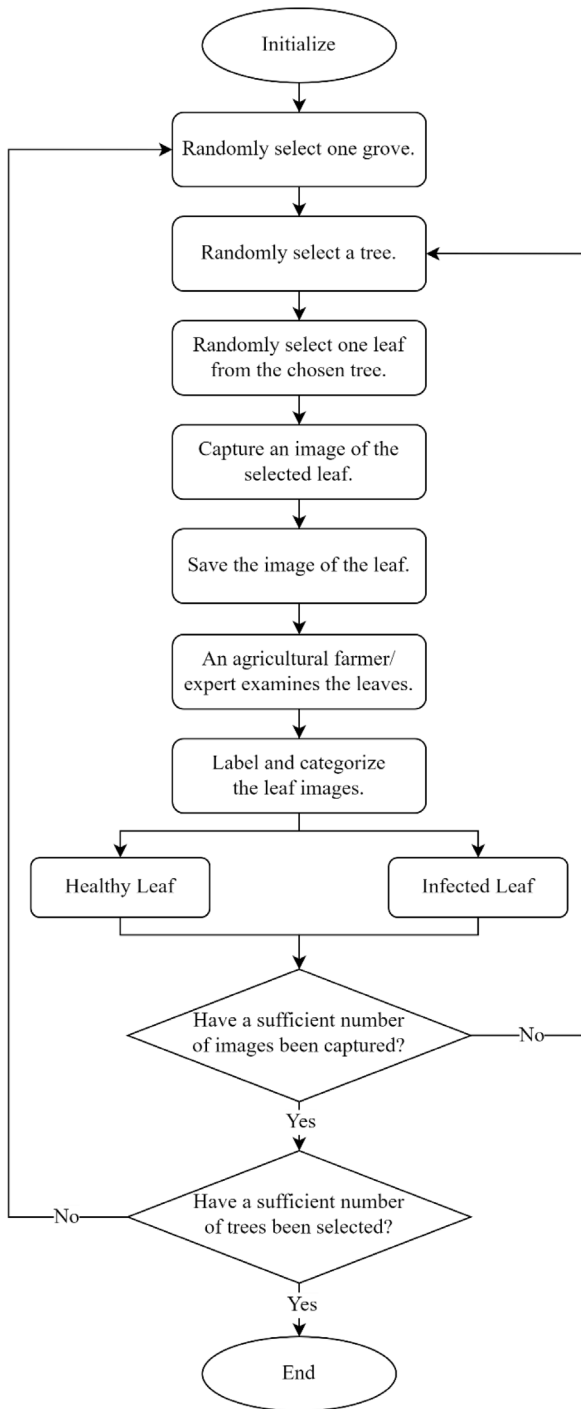 Initialize
Randomly select one grove.
Randomly select a tree.
Randomly select one leaf
from the chosen tree.
Capture an image of the
selected leaf.
Save the image of the leaf.
An agricultural farmer/
expert examines the leaves.
Label and categorize
the leaf images.
Healthy Leaf
Infected Leaf
Have a sufficient number
of images been captured?
No
Yes
Have a sufficient number
of trees been selected?
No
Yes
End